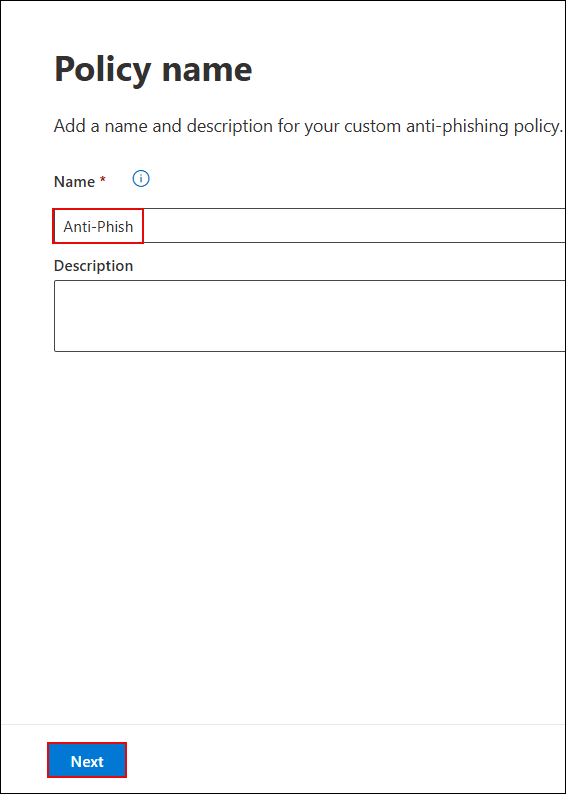 Policy name
Add a name and description for your custom anti-phishing policy.
Name *
Anti-Phish
Description
Next